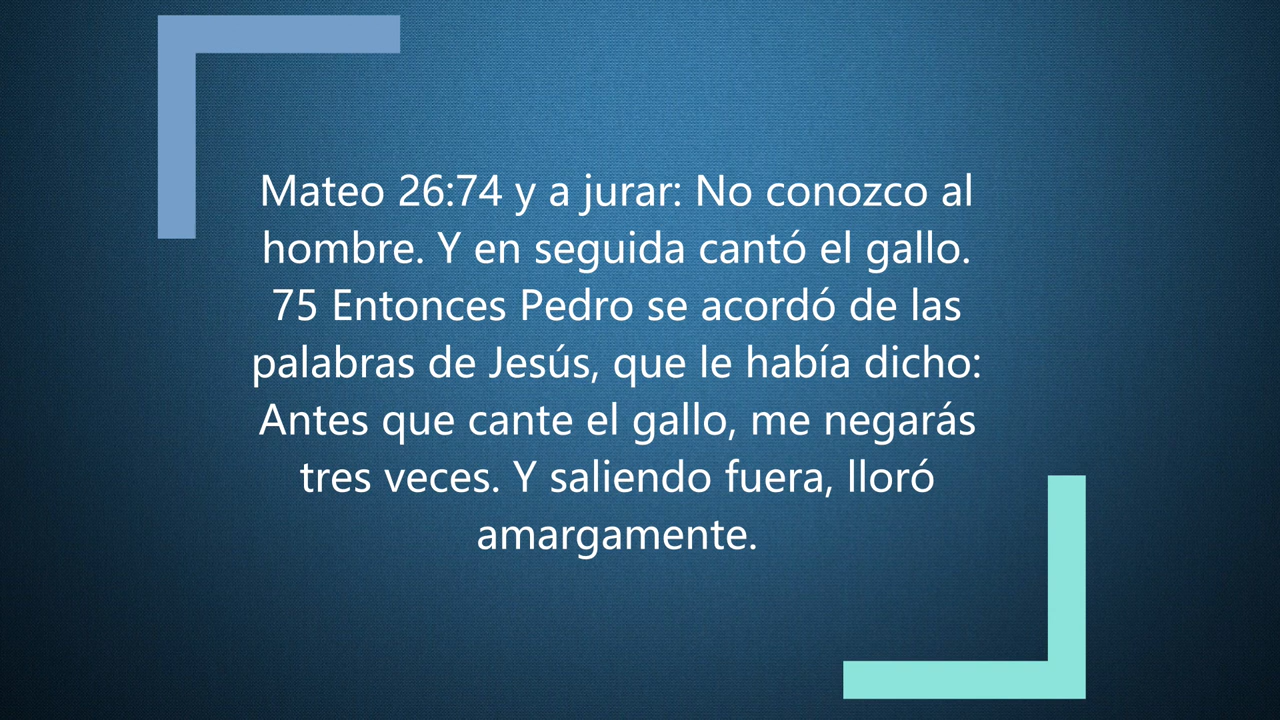 Mateo 26:74 y a jurar: No conozco al
hombre. Y en seguida cantó el gallo.
75 Entonces Pedro se acordó de las
palabras de Jesús, que le había dicho:
Antes que cante el gallo, me negarás
tres veces. Y saliendo fuera, lloró
amargamente.